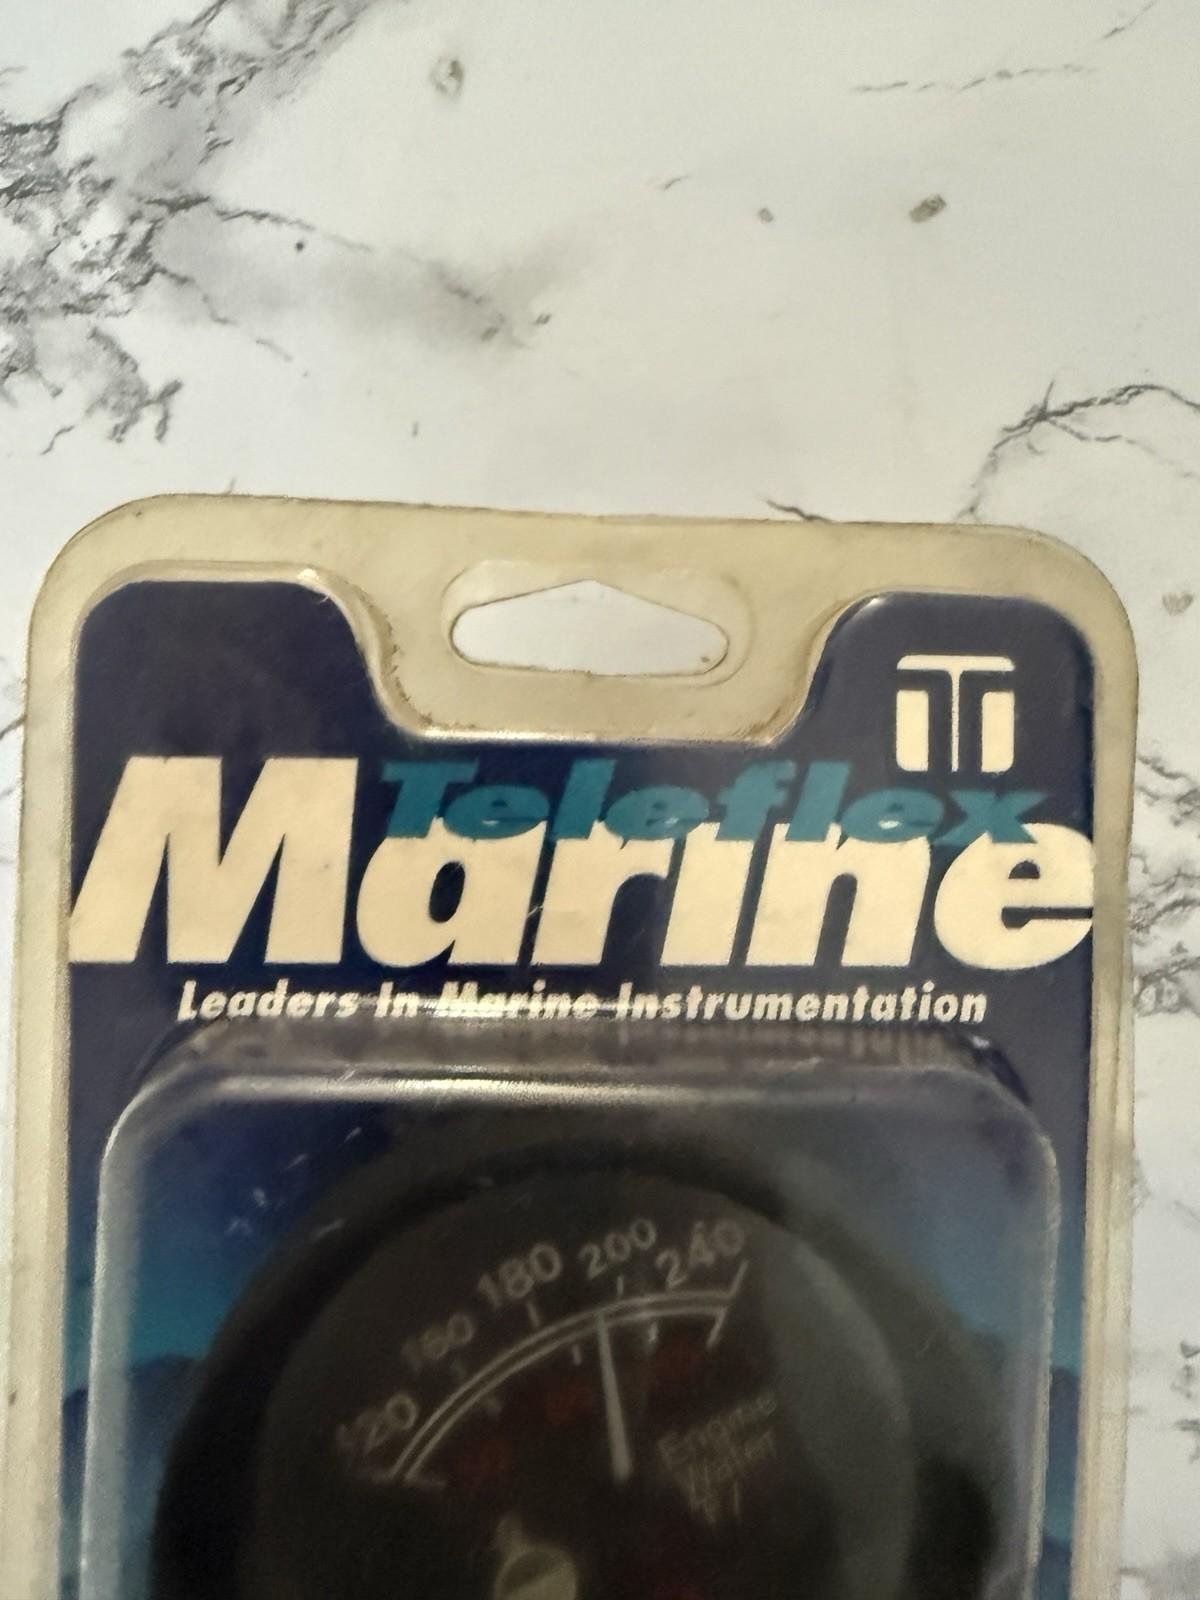 Teleflex
Marine
Leaders In Marine Instrumentation
120
160
180
200
240
Engine
Water